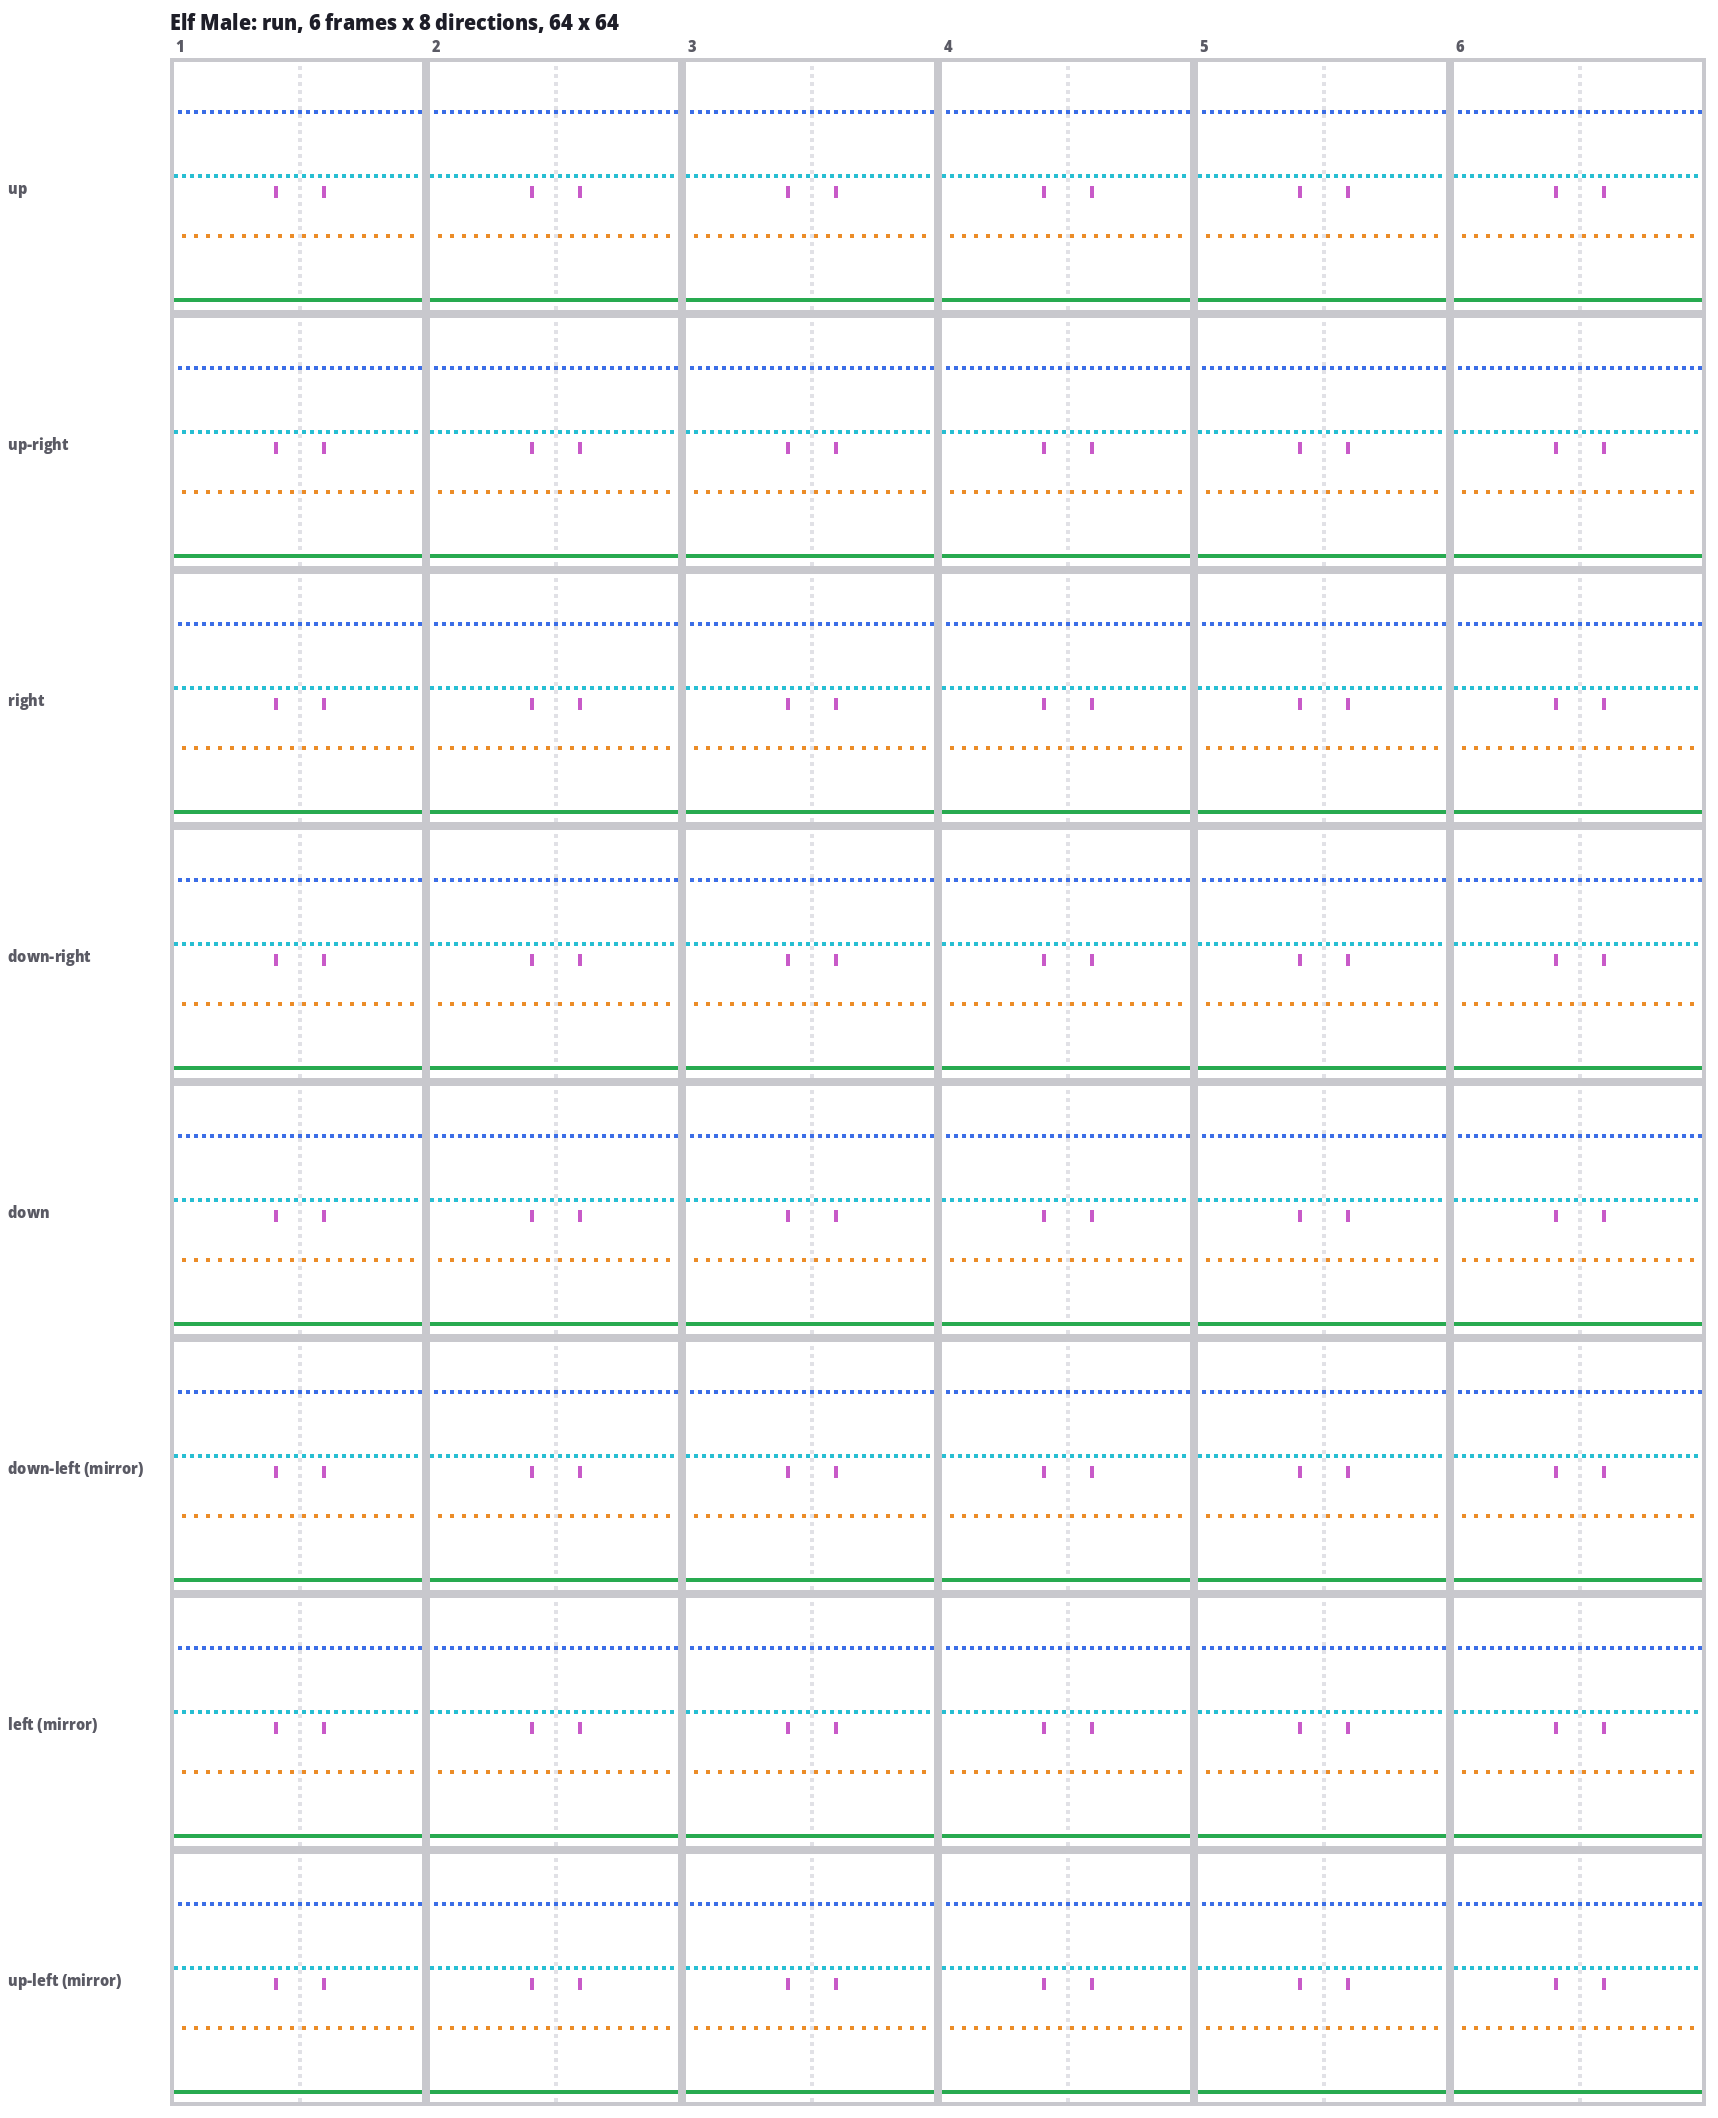 Elf Male: run, 6 frames x 8 directions, 64 x 64
1 2 3 4 5 6
up
up-right
right
down-right
down
down-left (mirror)
left (mirror)
up-left (mirror)